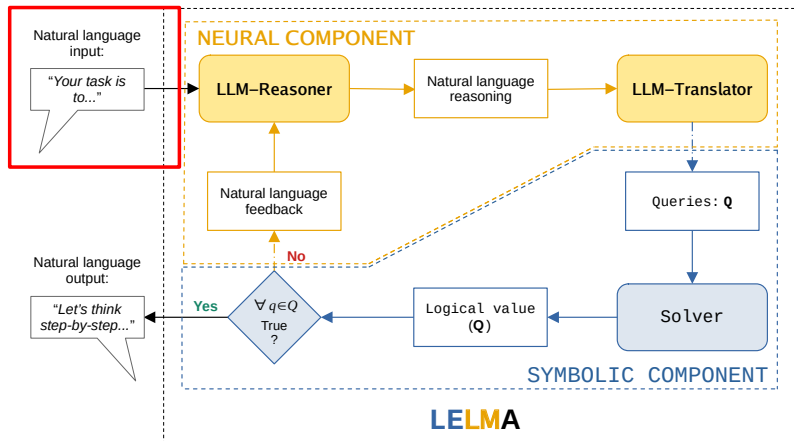 Natural language
input:
“Your task is
to...”
NEURAL COMPONENT
LLM–Reasoner
Natural language
reasoning
LLM–Translator
Natural language
feedback
Queries: Q
No
Natural language
output:
“Let's think
step-by-step...”
Yes
∀ q∈Q
True
?
Logical value
(Q)
Solver
SYMBOLIC COMPONENT
LELMA